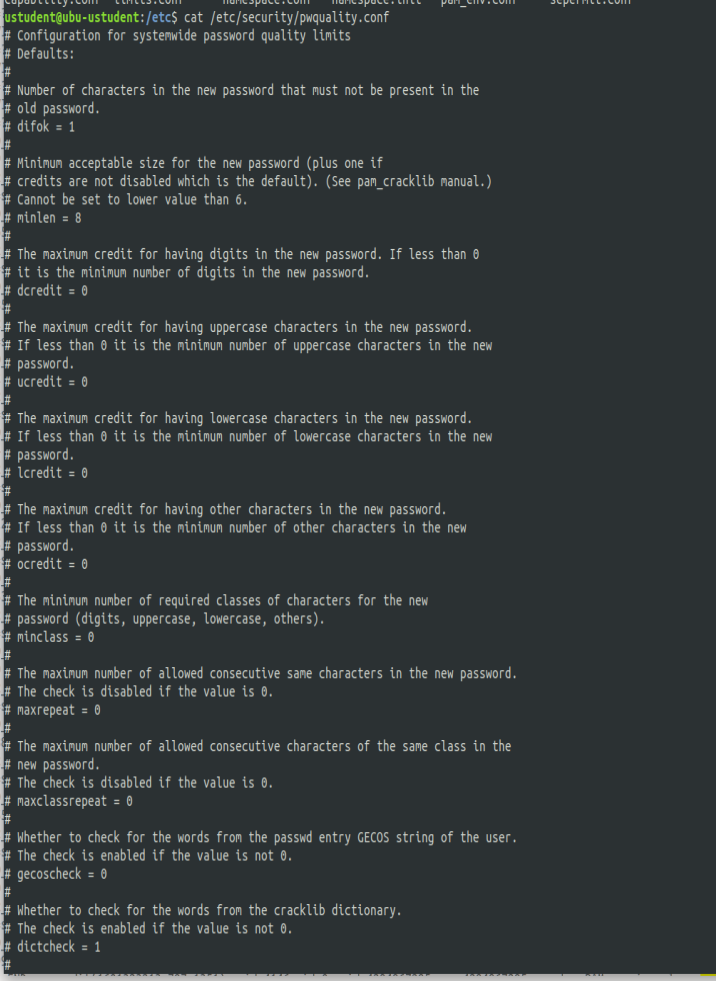 capability.conf limits.conf namespace.conf namespace.init pam_env.conf sepermit.conf
ustudent@ubu-ustudent:/etc$ cat /etc/security/pwquality.conf
# Configuration for systemwide password quality limits
# Defaults:
#
# Number of characters in the new password that must not be present in the
# old password.
# difok = 1
#
# Minimum acceptable size for the new password (plus one if
# credits are not disabled which is the default). (See pam_cracklib manual.)
# Cannot be set to lower value than 6.
# minlen = 8
#
# The maximum credit for having digits in the new password. If less than 0
# it is the minimum number of digits in the new password.
# dcredit = 0
#
# The maximum credit for having uppercase characters in the new password.
# If less than 0 it is the minimum number of uppercase characters in the new
# password.
# ucredit = 0
#
# The maximum credit for having lowercase characters in the new password.
# If less than 0 it is the minimum number of lowercase characters in the new
# password.
# lcredit = 0
#
# The maximum credit for having other characters in the new password.
# If less than 0 it is the minimum number of other characters in the new
# password.
# ocredit = 0
#
# The minimum number of required classes of characters for the new
# password (digits, uppercase, lowercase, others).
# minclass = 0
#
# The maximum number of allowed consecutive same characters in the new password.
# The check is disabled if the value is 0.
# maxrepeat = 0
#
# The maximum number of allowed consecutive characters of the same class in the
# new password.
# The check is disabled if the value is 0.
# maxclassrepeat = 0
#
# Whether to check for the words from the passwd entry GECOS string of the user.
# The check is enabled if the value is not 0.
# gecoscheck = 0
#
# Whether to check for the words from the cracklib dictionary.
# The check is enabled if the value is not 0.
# dictcheck = 1
#